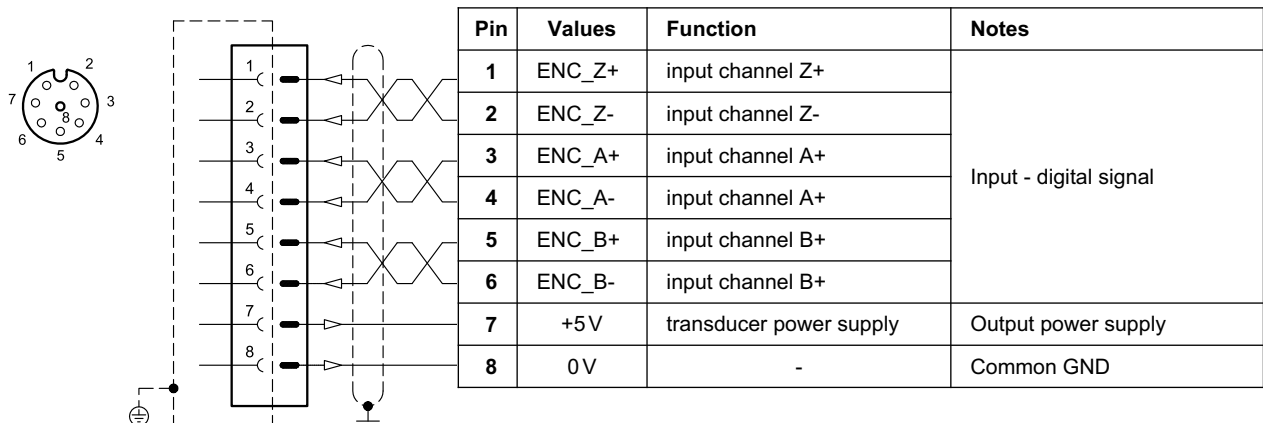 1 2
7 3
8
6 4
5
1
2
3
4
5
6
7
8
Pin Values Function Notes
1 ENC_Z+ input channel Z+
2 ENC_Z- input channel Z-
3 ENC_A+ input channel A+
Input - digital signal
4 ENC_A- input channel A+
5 ENC_B+ input channel B+
6 ENC_B- input channel B+
7 +5V transducer power supply Output power supply
8 0V - Common GND